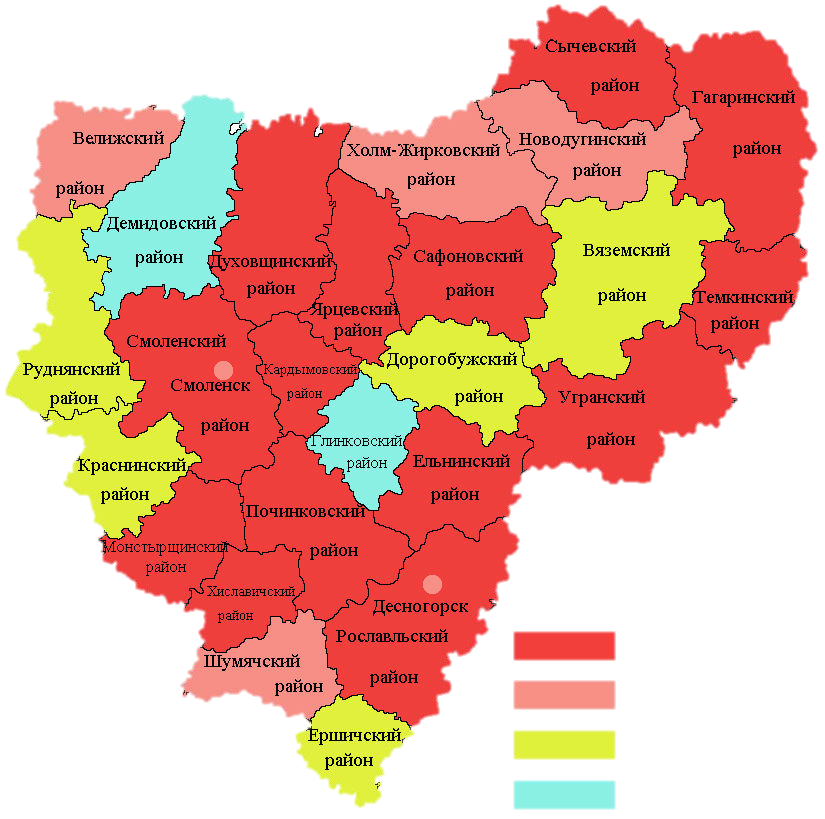 Сычевский
район
Гагаринский
район
Велижский
район
Холм-Жирковский
район
Новодугинский
район
Демидовский
район
Духовщинский
район
Сафоновский
район
Вяземский
район
Темкинский
район
Ярцевский
район
Смоленский
Смоленск
район
Руднянский
район
Кардымовский
район
Дорогобужский
район
Угранский
район
Глинковский
район
Ельнинский
район
Краснинский
район
Починковский
район
Монстырщинский
район
Хиславичский
район
Десногорск
Рославльский
район
Шумячский
район
Ершичский
район